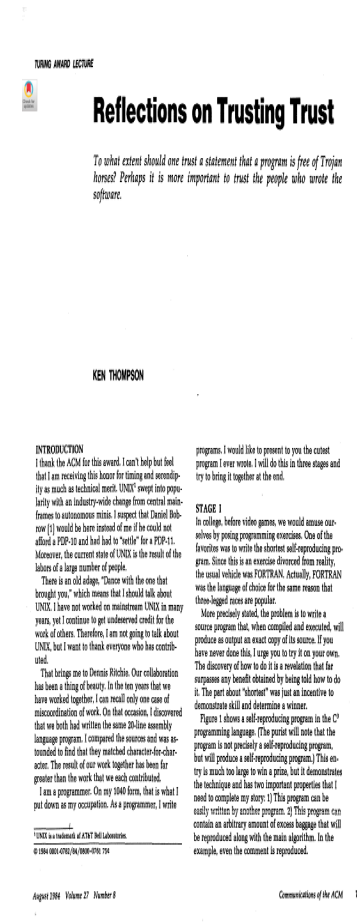 TURING AWARD LECTURE
Reflections on Trusting Trust
To what extent should one trust a statement that a program is free of Trojan
horses? Perhaps it is more important to trust the people who wrote the
software.
KEN THOMPSON
INTRODUCTION
I thank the ACM for this award. I can't help but feel
that I am receiving this honor for timing and serendip-
ity as much as technical merit. UNIX¹ swept into popu-
larity with an industry-wide change from central main-
frames to autonomous minis. I suspect that Daniel Bob-
row [1] would be here instead of me if he could not
afford a PDP-10 and had had to "settle" for a PDP-11.
Moreover, the current state of UNIX is the result of the
labors of a large number of people.
There is an old adage, "Dance with the one that
brought you," which means that I should talk about
UNIX. I have not worked on mainstream UNIX in many
years, yet I continue to get undeserved credit for the
work of others. Therefore, I am not going to talk about
UNIX, but I want to thank everyone who has contrib-
uted.
That brings me to Dennis Ritchie. Our collaboration
has been a thing of beauty. In the ten years that we
have worked together, I can recall only one case of
miscoordination of work. On that occasion, I discovered
that we both had written the same 20-line assembly
language program. I compared the sources and was as-
tounded to find that they matched character-for-char-
acter. The result of our work together has been far
greater than the work that we each contributed.
I am a programmer. On my 1040 form, that is what I
put down as my occupation. As a programmer, I write
¹ UNIX is a trademark of AT&T Bell Laboratories.
© 1984 0001-0782/84/0800-0761 75¢
programs. I would like to present to you the cutest
program I ever wrote. I will do this in three stages and
try to bring it together at the end.
STAGE I
In college, before video games, we would amuse our-
selves by posing programming exercises. One of the
favorites was to write the shortest self-reproducing pro-
gram. Since this is an exercise divorced from reality,
the usual vehicle was FORTRAN. Actually, FORTRAN
was the language of choice for the same reason that
three-legged races are popular.
More precisely stated, the problem is to write a
source program that, when compiled and executed, will
produce as output an exact copy of its source. If you
have never done this, I urge you to try it on your own.
The discovery of how to do it is a revelation that far
surpasses any benefit obtained by being told how to do
it. The part about "shortest" was just an incentive to
demonstrate skill and determine a winner.
Figure 1 shows a self-reproducing program in the C
programming language. (The purist will note that the
program is not precisely a self-reproducing program,
but will produce a self-reproducing program.) This en-
try is much too large to win a prize, but it demonstrates
the technique and has two important properties that I
need to complete my story: 1) This program can be
easily written by another program. 2) This program can
contain an arbitrary amount of excess baggage that will
be reproduced along with the main algorithm. In the
example, even the comment is reproduced.
August 1984 Volume 27 Number 8
Communications of the ACM